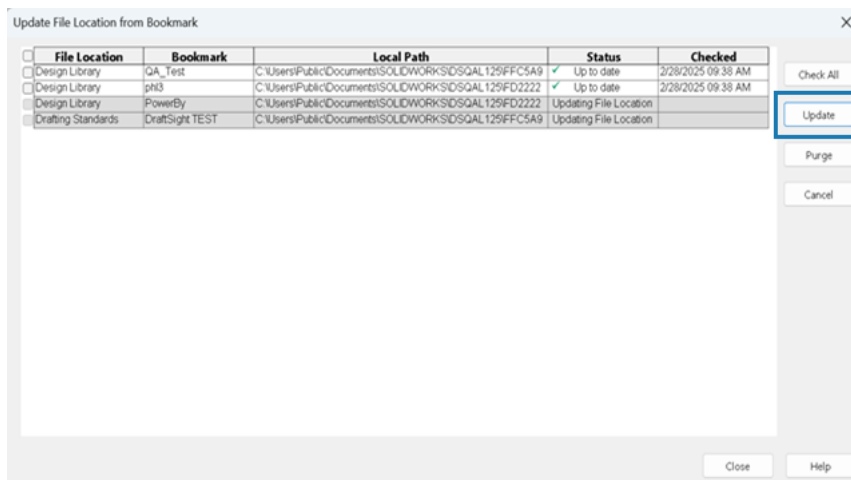 Update File Location from Bookmark
File Location Bookmark Local Path Status Checked
Design Library QA_Test C:\Users\Public\Documents\SOLIDWORKS\DSQAL125\FFC5A9 ✓ Up to date 2/28/2025 09:38 AM
Design Library phl3 C:\Users\Public\Documents\SOLIDWORKS\DSQAL125\FD2222 ✓ Up to date 2/28/2025 09:38 AM
Design Library PowerBy C:\Users\Public\Documents\SOLIDWORKS\DSQAL125\FD2222 Updating File Location
Drafting Standards DraftSight TEST C:\Users\Public\Documents\SOLIDWORKS\DSQAL125\FFC5A9 Updating File Location
Check All
Update
Purge
Cancel
Close Help